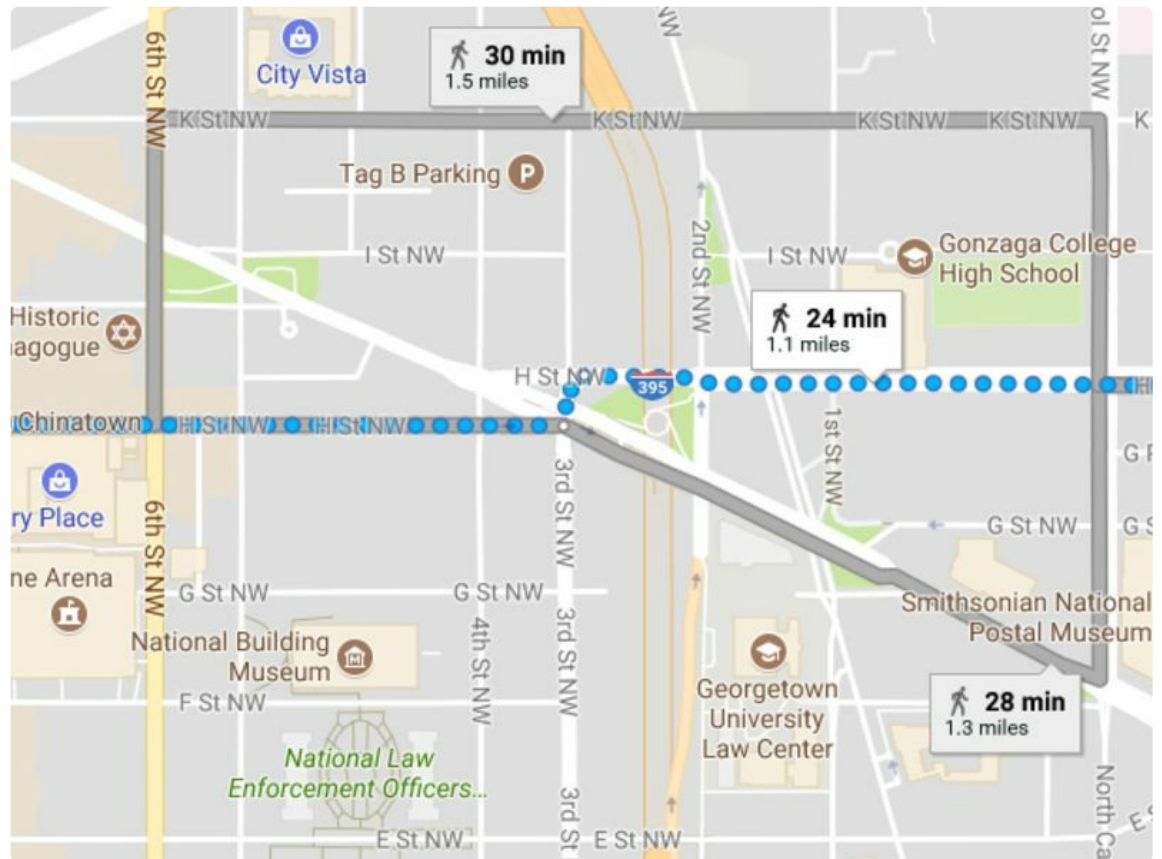 6th St NW
City Vista
30 min
1.5 miles
NW
ol St NW
K St NW
K St NW
K St NW
K St NW
K
Tag B Parking
P
2nd St NW
I St NW
I St NW
Gonzaga College
High School
Historic
nagogue
24 min
1.1 miles
H St NW
395
Chinatown
H St NW
H St NW
H
1st St NW
3rd St NW
G
ry Place
6th St NW
G St NW
G S
ne Arena
G St NW
G St NW
Smithsonian National
Postal Museum
4th St NW
3rd St NW
National Building
Museum
M
F St NW
Georgetown
University
Law Center
28 min
1.3 miles
National Law
Enforcement Officers...
3rd St
North Ca
E St NW
E St NW
E S